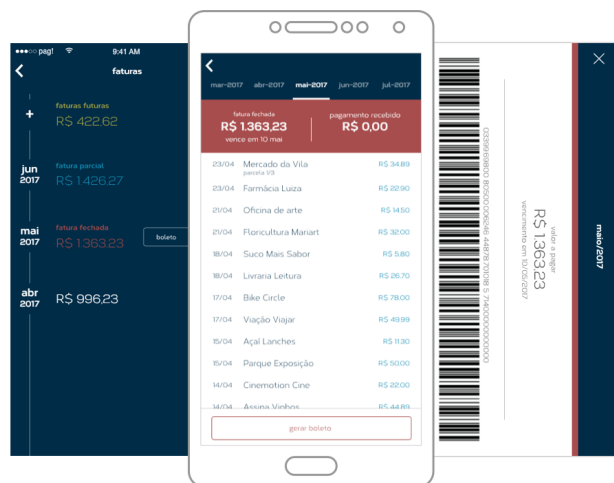 pag!
9:41 AM
faturas
faturas futuras
R$ 422,62
jun
2017
fatura parcial
R$ 1.426,27
mai
2017
fatura fechada
R$ 1.363,23
boleto
abr
2017
R$ 996,23
mar-2017 abr-2017 mai-2017 jun-2017 jul-2017
fatura fechada
R$ 1.363,23
vence em 10 mai
pagamento recebido
R$ 0,00
23/04 Mercado da Vila R$ 34,89
parcela 1/3
23/04 Farmácia Luiza R$ 22,90
21/04 Oficina de arte R$ 14,50
21/04 Floricultura Mariart R$ 32,00
18/04 Suco Mais Sabor R$ 5,80
18/04 Livraria Leitura R$ 26,70
17/04 Bike Circle R$ 78,00
17/04 Viação Viajar R$ 49,99
15/04 Açaí Lanches R$ 11,30
15/04 Parque Exposição R$ 50,00
14/04 Cinemotion Cine R$ 22,00
14/04 Assina Vinhos R$ 44,89
gerar boleto
maio/2017
valor a pagar
R$ 1.363,23
vencimento em 10/05/2017